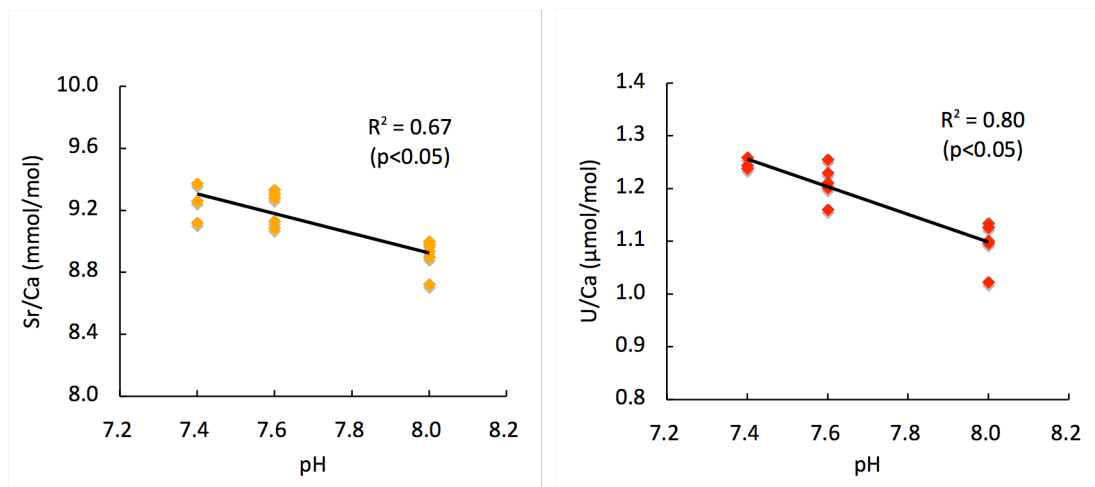 10.0
9.6
9.2
8.8
8.4
8.0
7.2 7.4 7.6 7.8 8.0 8.2
Sr/Ca (mmol/mol)
pH
R² = 0.67
(p<0.05)
1.4
1.3
1.2
1.1
1.0
0.9
0.8
7.2 7.4 7.6 7.8 8.0 8.2
U/Ca (μmol/mol)
pH
R² = 0.80
(p<0.05)